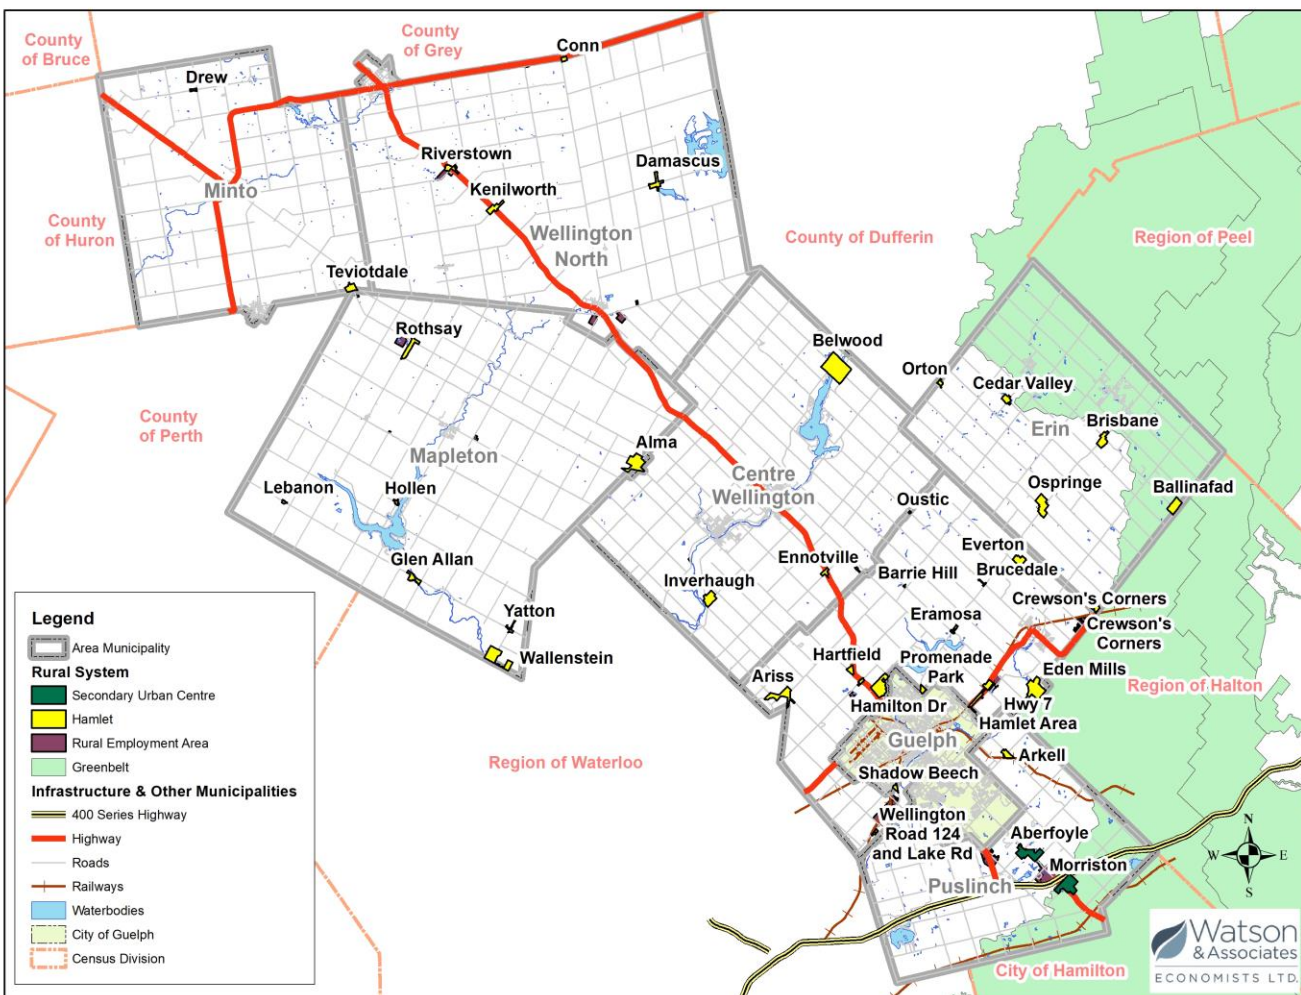 County
of Bruce
County
of Grey
Conn
Drew
Riverstown
Damascus
Minto
Kenilworth
County
of Huron
Wellington
North
County of Dufferin
Region of Peel
Teviotdale
Rothsay
Belwood
Orton
Cedar Valley
Erin
Brisbane
County
of Perth
Mapleton
Alma
Centre
Wellington
Lebanon
Hollen
Oustic
Ospringe
Ballinafad
Glen Allan
Ennotville
Everton
Barrie Hill
Brucedale
Inverhaugh
Crewson's Corners
Crewson's
Corners
Yatton
Eramosa
Wallenstein
Hartfield
Promenade
Park
Ariss
Eden Mills
Region of Halton
Hamilton Dr
Hwy 7
Hamlet Area
Guelph
Arkell
Region of Waterloo
Shadow Beech
Wellington
Road 124
and Lake Rd
Aberfoyle
Morriston
Puslinch
City of Hamilton
Legend
Area Municipality
Rural System
Secondary Urban Centre
Hamlet
Rural Employment Area
Greenbelt
Infrastructure & Other Municipalities
400 Series Highway
Highway
Roads
Railways
Waterbodies
City of Guelph
Census Division
N
W
E
S
Watson
& Associates
ECONOMISTS LTD.